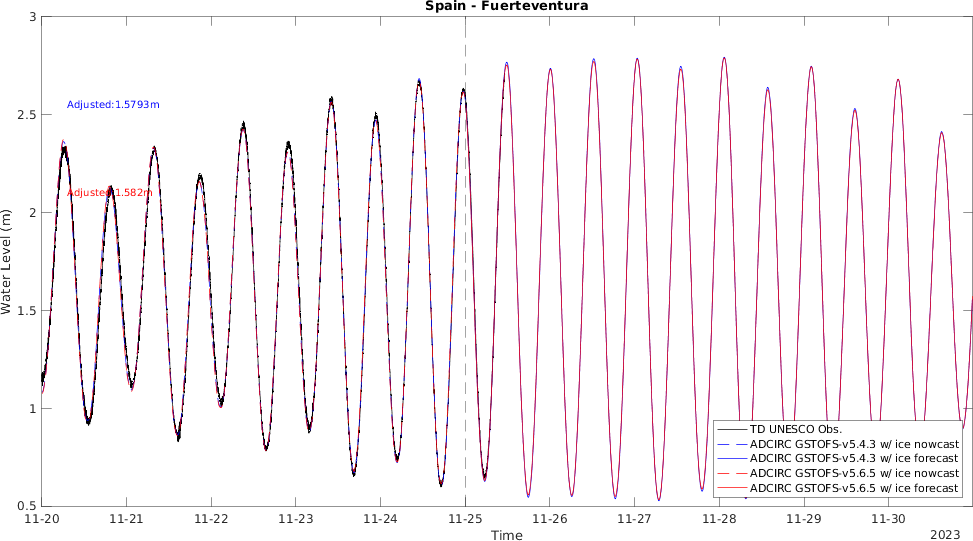 Spain - Fuerteventura
3
Adjusted:1.5793m
2.5
Adjusted:1.582m
2
Water Level (m)
1.5
1
0.5
TD UNESCO Obs.
ADCIRC GSTOFS-v5.4.3 w/ ice nowcast
ADCIRC GSTOFS-v5.4.3 w/ ice forecast
ADCIRC GSTOFS-v5.6.5 w/ ice nowcast
ADCIRC GSTOFS-v5.6.5 w/ ice forecast
11-20 11-21 11-22 11-23 11-24 11-25 11-26 11-27 11-28 11-29 11-30
Time
2023